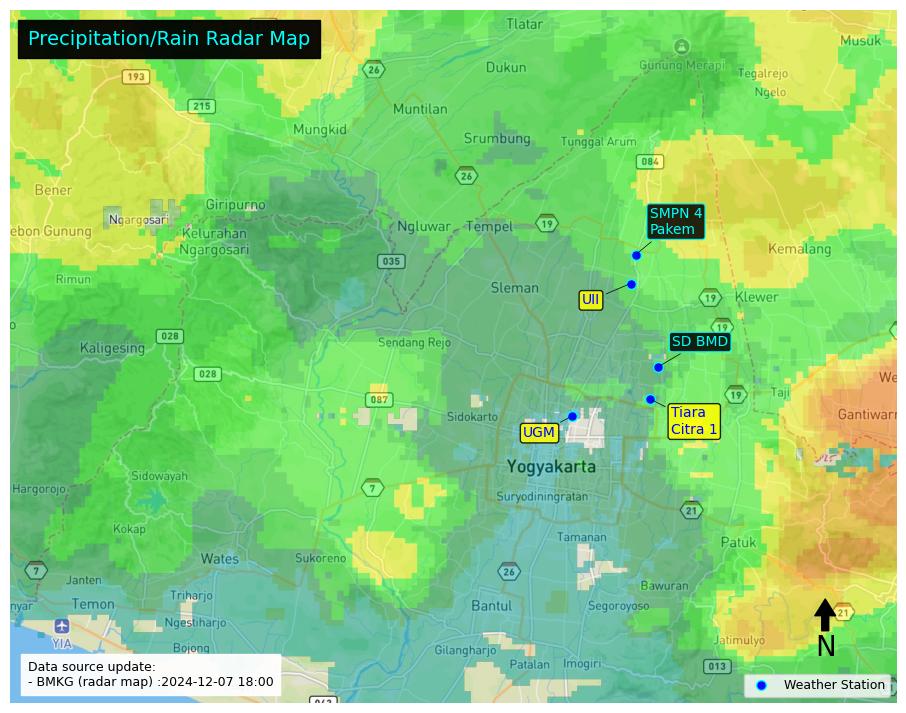 Precipitation/Rain Radar Map
Tlatar
Musuk
26
Dukun
Gunung Merapi
Tegalrejo
193
Ngelo
215
Muntilan
Mungkid
Srumbung
Tunggal Arum
084
26
Bener
Giripurno
SMPN 4
Pakem
Ngargosari
Ngluwar
Tempel
19
ebon Gunung
Kelurahan
Ngargosari
Kemalang
035
Rimun
Sleman
UII
19
Klewer
19
028
Kaligesing
Sendang Rejo
SD BMD
028
We
Taji
087
19
Sidokarto
Tiara
Citra 1
Gantiwarn
UGM
Yogyakarta
Sidowayah
Hargorojo
7
Suryodiningratan
21
Kokap
Tamanan
Patuk
Wates
Sukoreno
7
26
Janten
Bawuran
nyar
Temon
Triharjo
Bantul
Segoroyoso
21
Ngestiharjo
YIA
Jatimulyo
N
Bojong
Gilangharjo
Patalan
Imogiri
013
Data source update:
- BMKG (radar map) :2024-12-07 18:00
Weather Station